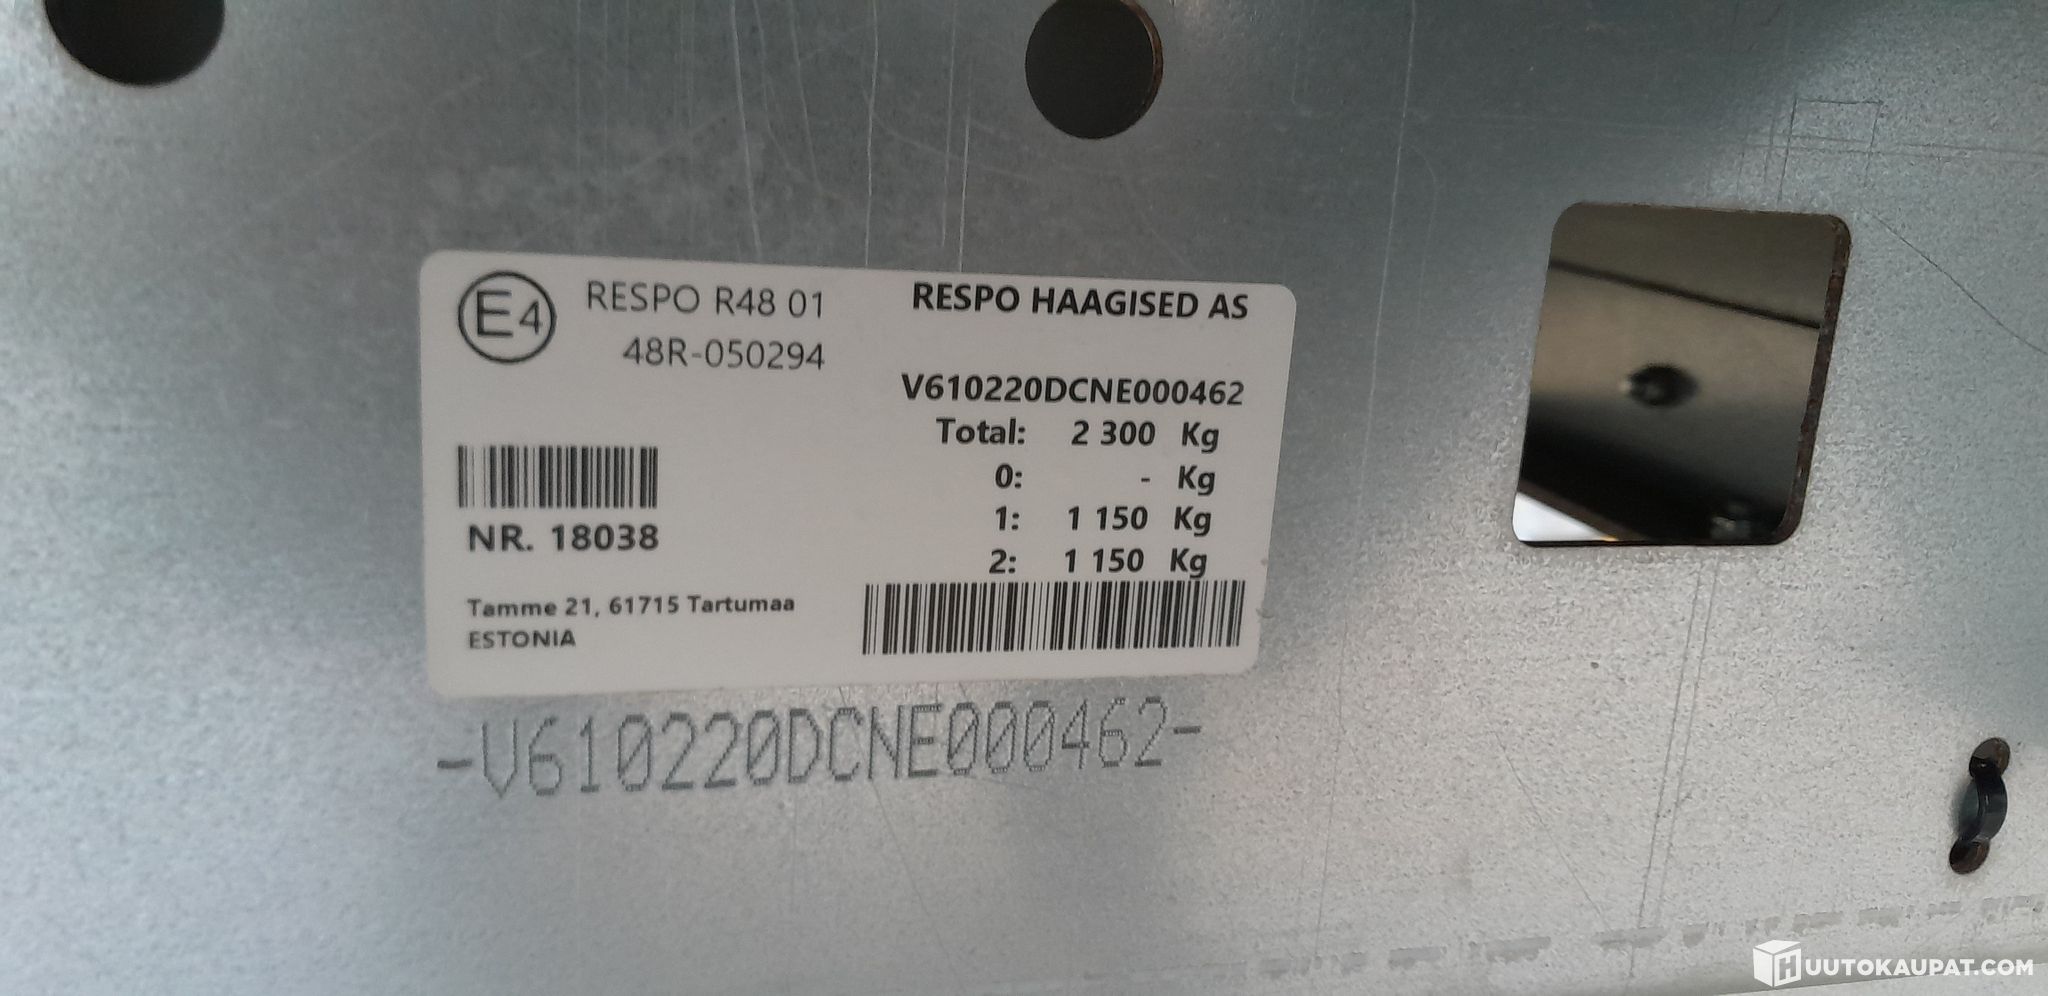 E4
RESPO R48 01
48R-050294
NR. 18038
Tamme 21, 61715 Tartumaa
ESTONIA
RESPO HAAGISED AS
V610220DCNE000462
Total: 2 300 Kg
0: - Kg
1: 1 150 Kg
2: 1 150 Kg
-V610220DCNE000462-
HUUTOKAUPAT.COM